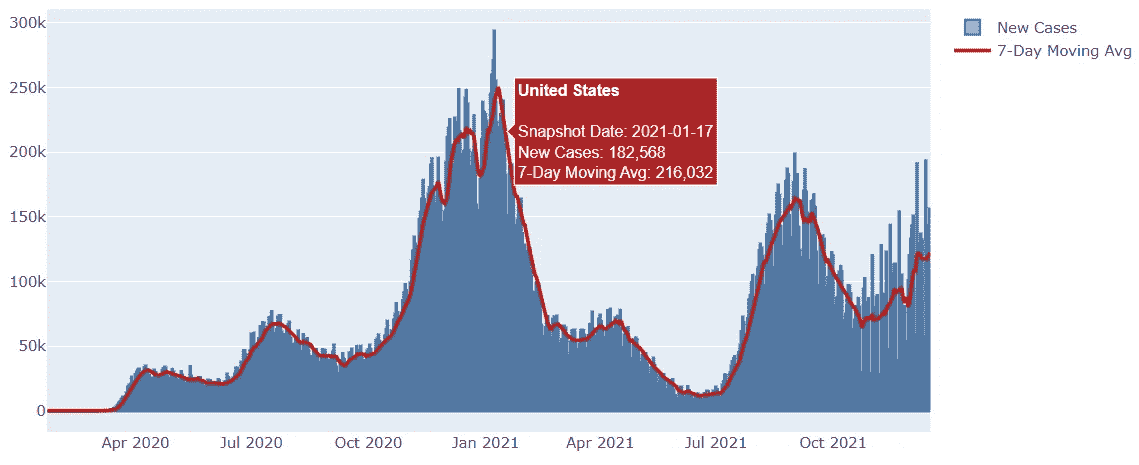 300k
250k
200k
150k
100k
50k
0
Apr 2020 Jul 2020 Oct 2020 Jan 2021 Apr 2021 Jul 2021 Oct 2021
United States
Snapshot Date: 2021-01-17
New Cases: 182,568
7-Day Moving Avg: 216,032
New Cases
7-Day Moving Avg